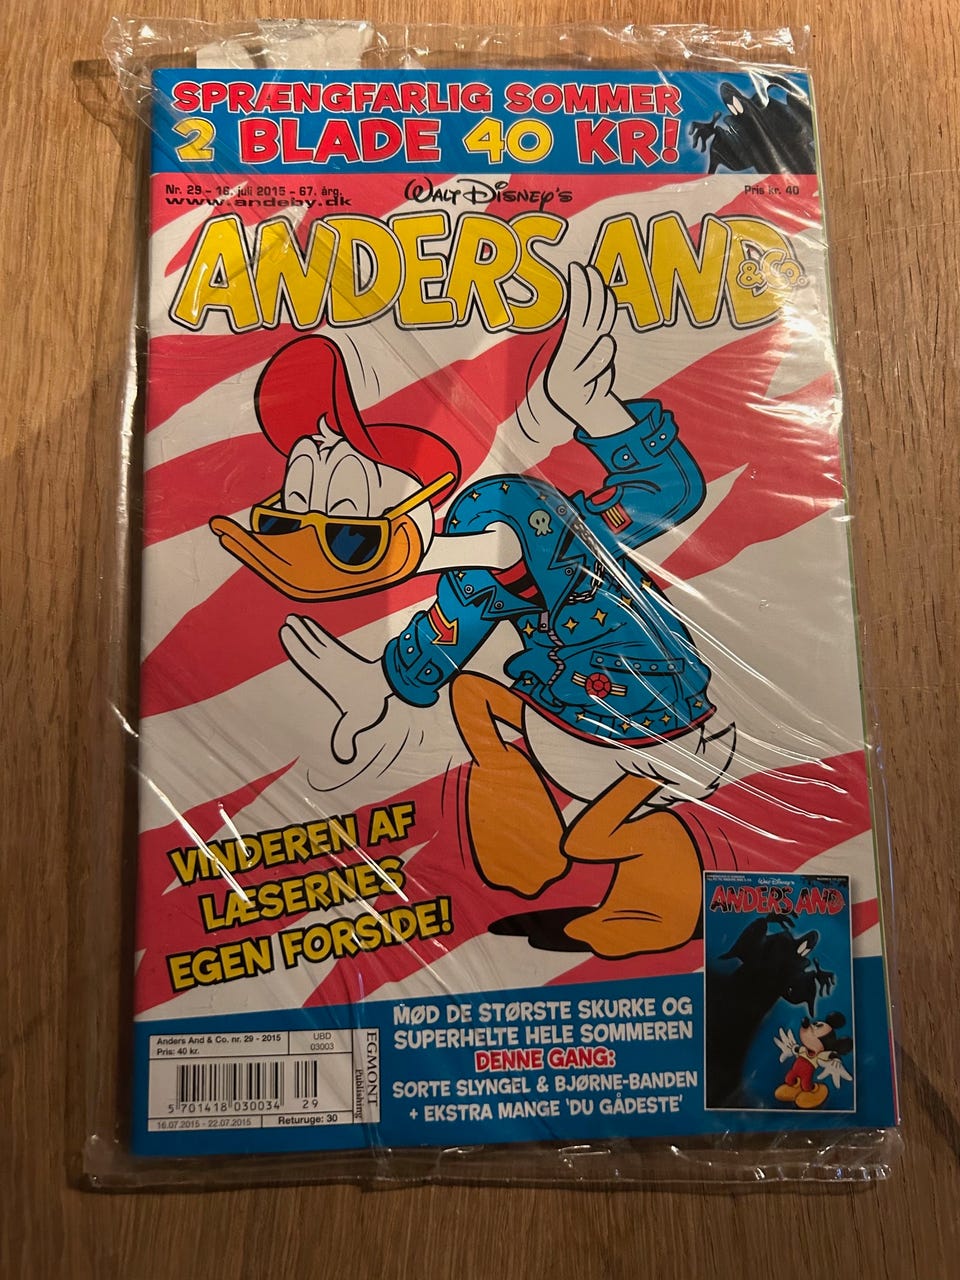 SPRÆNGFARLIG SOMMER
2 BLADE 40 KR!
Nr. 29 - 16. juli 2015 - 67. årg.
www.andeby.dk
WALT DISNEY'S
Pris kr. 40
ANDERS AND
& Co.
VINDEREN AF
LÆSERNES
EGEN FORSIDE!
WALT DISNEY'S
ANDERS AND
MØD DE STØRSTE SKURKE OG
SUPERHELTE HELE SOMMEREN
DENNE GANG:
SORTE SLYNGEL & BJØRNE-BANDEN
+ EKSTRA MANGE 'DU GÅDESTE'
Anders And & Co. nr. 29 - 2015
Pris: 40 kr.
UBD
03003
5 701418 030034
29
16.07.2015 - 22.07.2015
Returuge: 30
EGMONT
Publishing